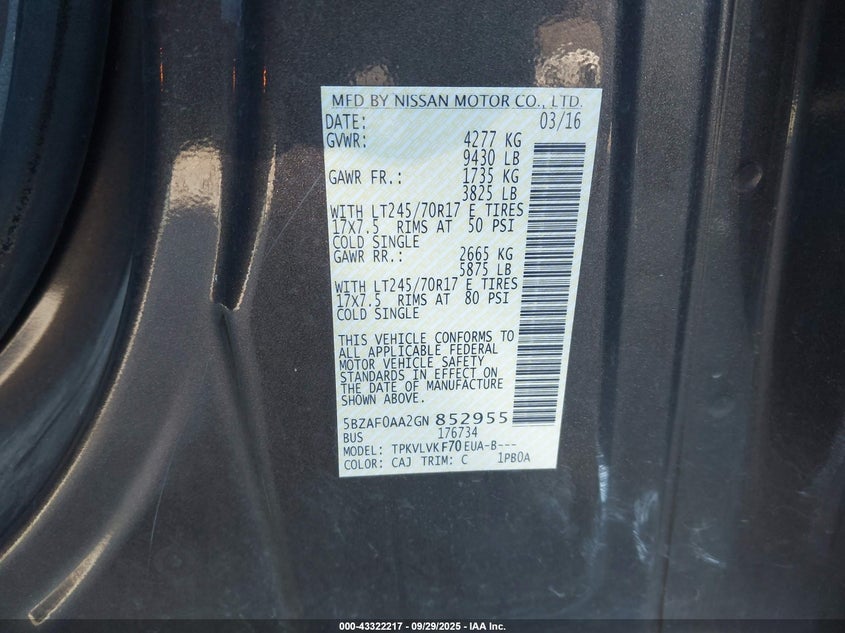 MFD BY NISSAN MOTOR CO., LTD.
DATE: 03/16
GVWR: 4277 KG
9430 LB
GAWR FR.: 1735 KG
3825 LB
WITH LT245/70R17 E TIRES
17X7.5 RIMS AT 50 PSI
COLD SINGLE
GAWR RR.: 2665 KG
5875 LB
WITH LT245/70R17 E TIRES
17X7.5 RIMS AT 80 PSI
COLD SINGLE
THIS VEHICLE CONFORMS TO
ALL APPLICABLE FEDERAL
MOTOR VEHICLE SAFETY
STANDARDS IN EFFECT ON
THE DATE OF MANUFACTURE
SHOWN ABOVE.
5BZAF0AA2GN 852955
BUS 176734
MODEL: TPKVLVKF70EUA-B---
COLOR: CAJ TRIM: C 1PB0A
000-43322217 - 09/29/2025 - IAA Inc.